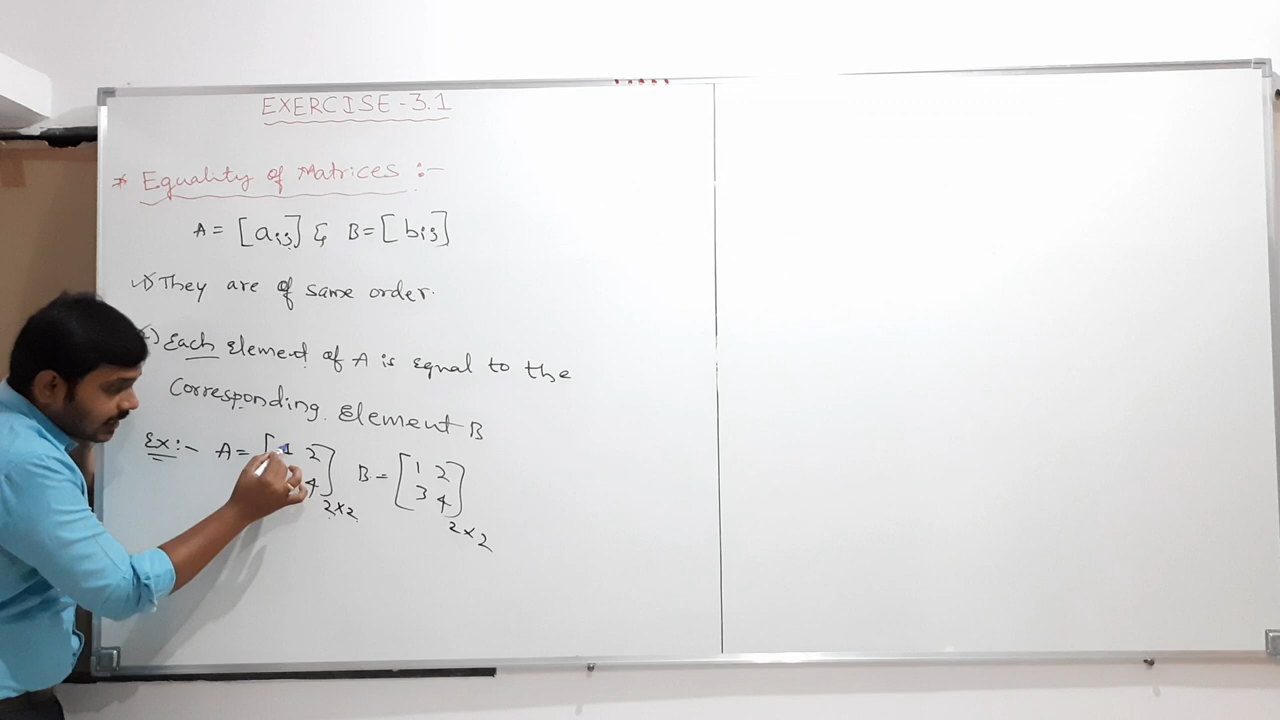 EXERCISE - 3.1
* Equality of Matrices :-
A = [aij] & B = [bij]
1) They are of same order.
) Each Element of A is equal to the
Corresponding Element B
Ex:- A = [1 2 B = [1 2
4] 3 4]
2×2 2×2